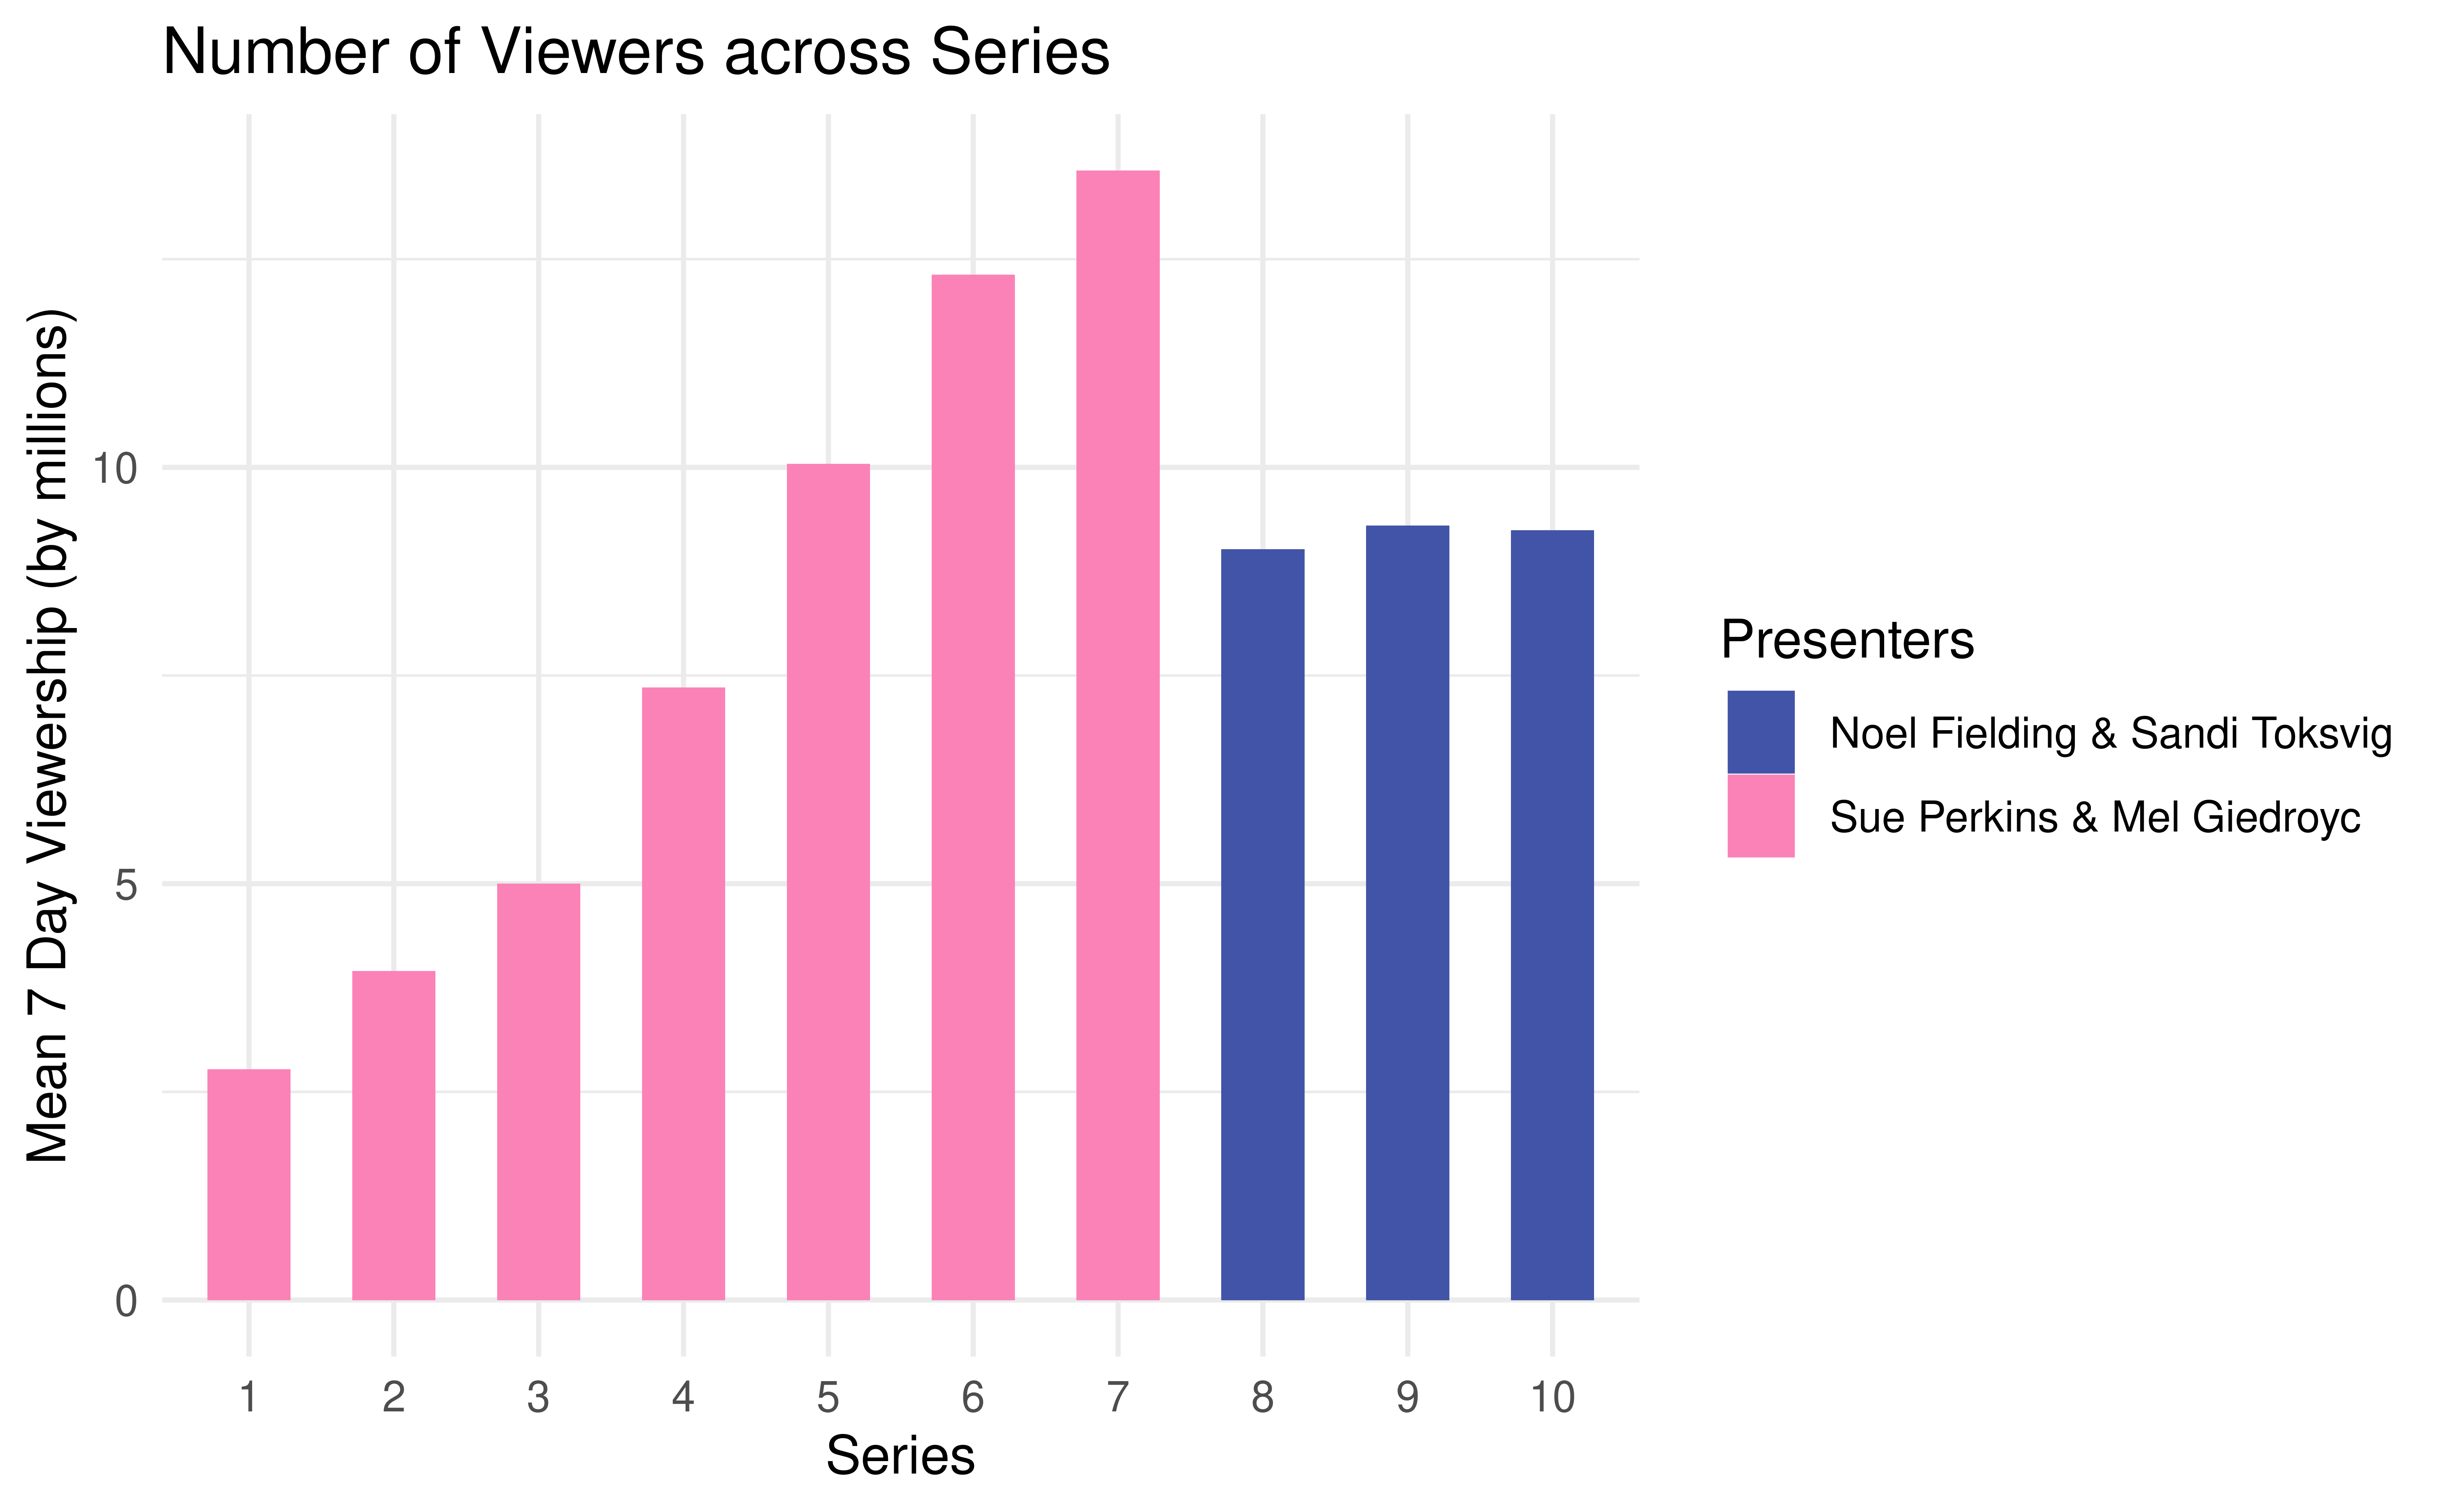 Number of Viewers across Series
Mean 7 Day Viewership (by millions)
10
5
0
1 2 3 4 5 6 7 8 9 10
Series
Presenters
Noel Fielding & Sandi Toksvig
Sue Perkins & Mel Giedroyc